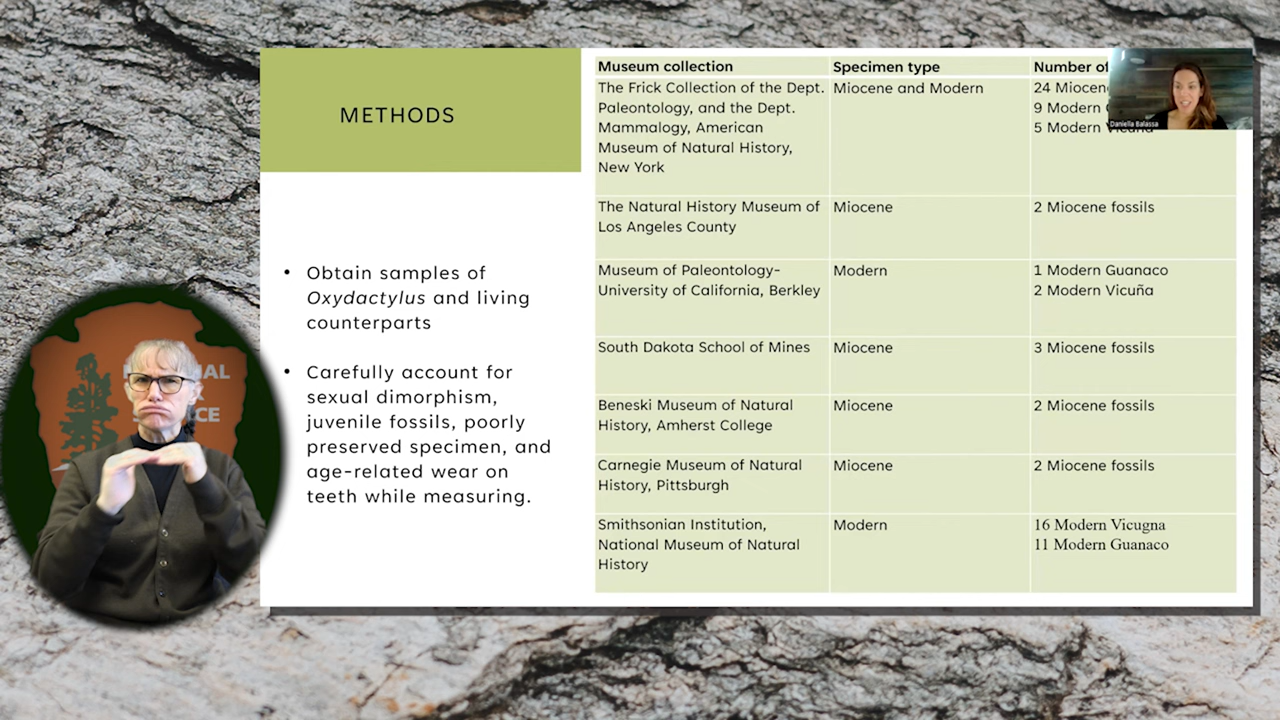 METHODS
• Obtain samples of
Oxydactylus and living
counterparts
• Carefully account for
sexual dimorphism,
juvenile fossils, poorly
preserved specimen, and
age-related wear on
teeth while measuring.
Museum collection Specimen type Number of
The Frick Collection of the Dept. Miocene and Modern 24
Paleontology, and the Dept. 9 Modern
Mammalogy, American 5 Modern
Museum of Natural History,
New York
The Natural History Museum of Miocene 2 Miocene fossils
Los Angeles County
Museum of Paleontology- Modern 1 Modern Guanaco
University of California, Berkley 2 Modern Vicuña
South Dakota School of Mines Miocene 3 Miocene fossils
Beneski Museum of Natural Miocene 2 Miocene fossils
History, Amherst College
Carnegie Museum of Natural Miocene 2 Miocene fossils
History, Pittsburgh
Smithsonian Institution, Modern 16 Modern Vicugna
National Museum of Natural 11 Modern Guanaco
History
Daniella Balassa